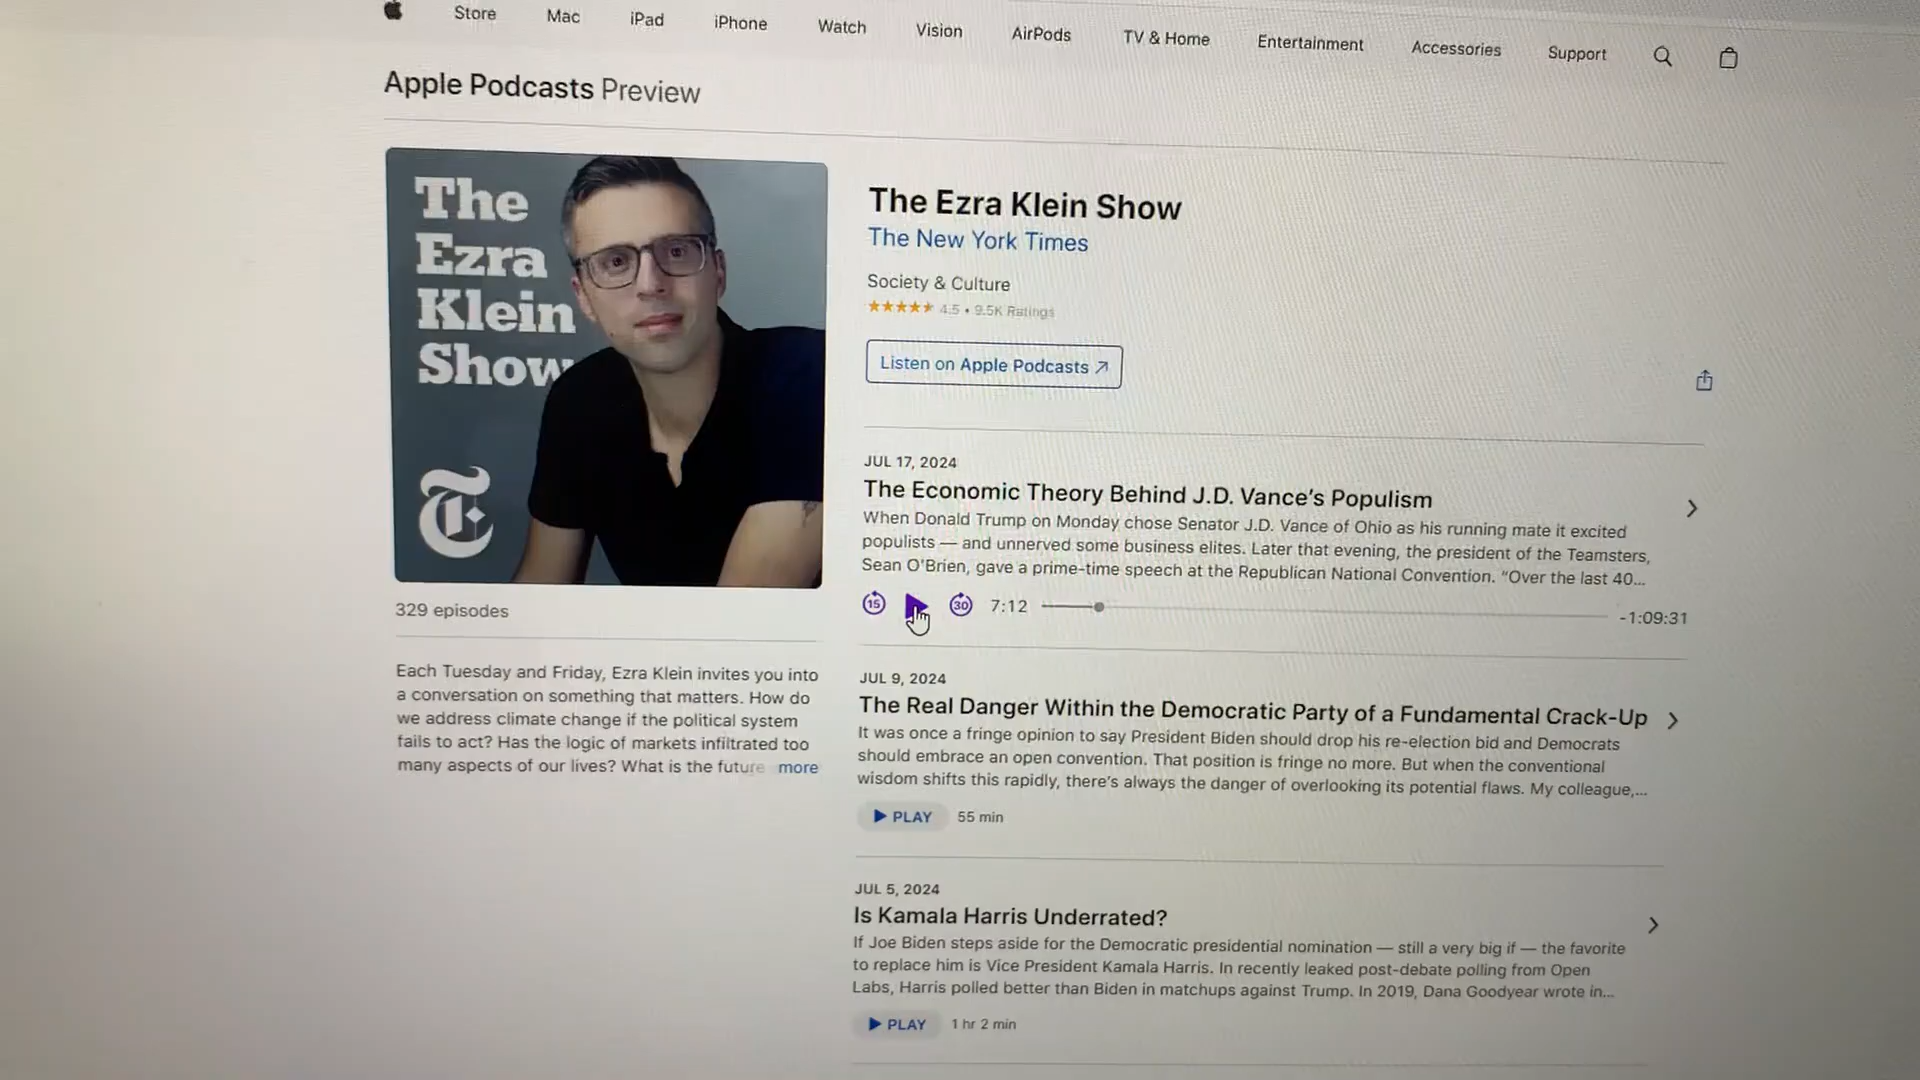 Store Mac iPad iPhone Watch Vision AirPods TV & Home Entertainment Accessories Support
Apple Podcasts Preview
The
Ezra
Klein
Show
T
329 episodes
Each Tuesday and Friday, Ezra Klein invites you into
a conversation on something that matters. How do
we address climate change if the political system
fails to act? Has the logic of markets infiltrated too
many aspects of our lives? What is the future more
The Ezra Klein Show
The New York Times
Society & Culture
★★★★★ 4.5 • 9.5K Ratings
Listen on Apple Podcasts ↗
JUL 17, 2024
The Economic Theory Behind J.D. Vance's Populism
When Donald Trump on Monday chose Senator J.D. Vance of Ohio as his running mate it excited
populists — and unnerved some business elites. Later that evening, the president of the Teamsters,
Sean O'Brien, gave a prime-time speech at the Republican National Convention. “Over the last 40...
15 30 7:12 -1:09:31
JUL 9, 2024
The Real Danger Within the Democratic Party of a Fundamental Crack-Up
It was once a fringe opinion to say President Biden should drop his re-election bid and Democrats
should embrace an open convention. That position is fringe no more. But when the conventional
wisdom shifts this rapidly, there's always the danger of overlooking its potential flaws. My colleague,...
PLAY 55 min
JUL 5, 2024
Is Kamala Harris Underrated?
If Joe Biden steps aside for the Democratic presidential nomination — still a very big if — the favorite
to replace him is Vice President Kamala Harris. In recently leaked post-debate polling from Open
Labs, Harris polled better than Biden in matchups against Trump. In 2019, Dana Goodyear wrote in...
PLAY 1 hr 2 min